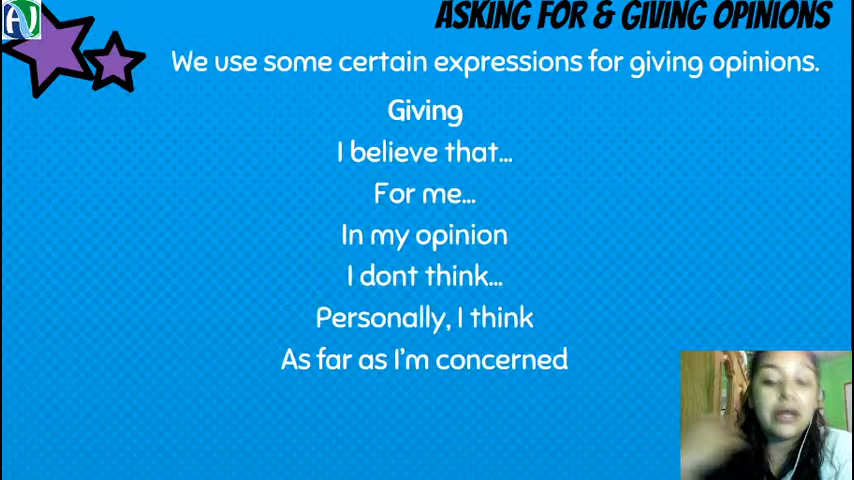 ASKING FOR & GIVING OPINIONS
We use some certain expressions for giving opinions.
Giving
I believe that...
For me...
In my opinion
I dont think...
Personally, I think
As far as I'm concerned